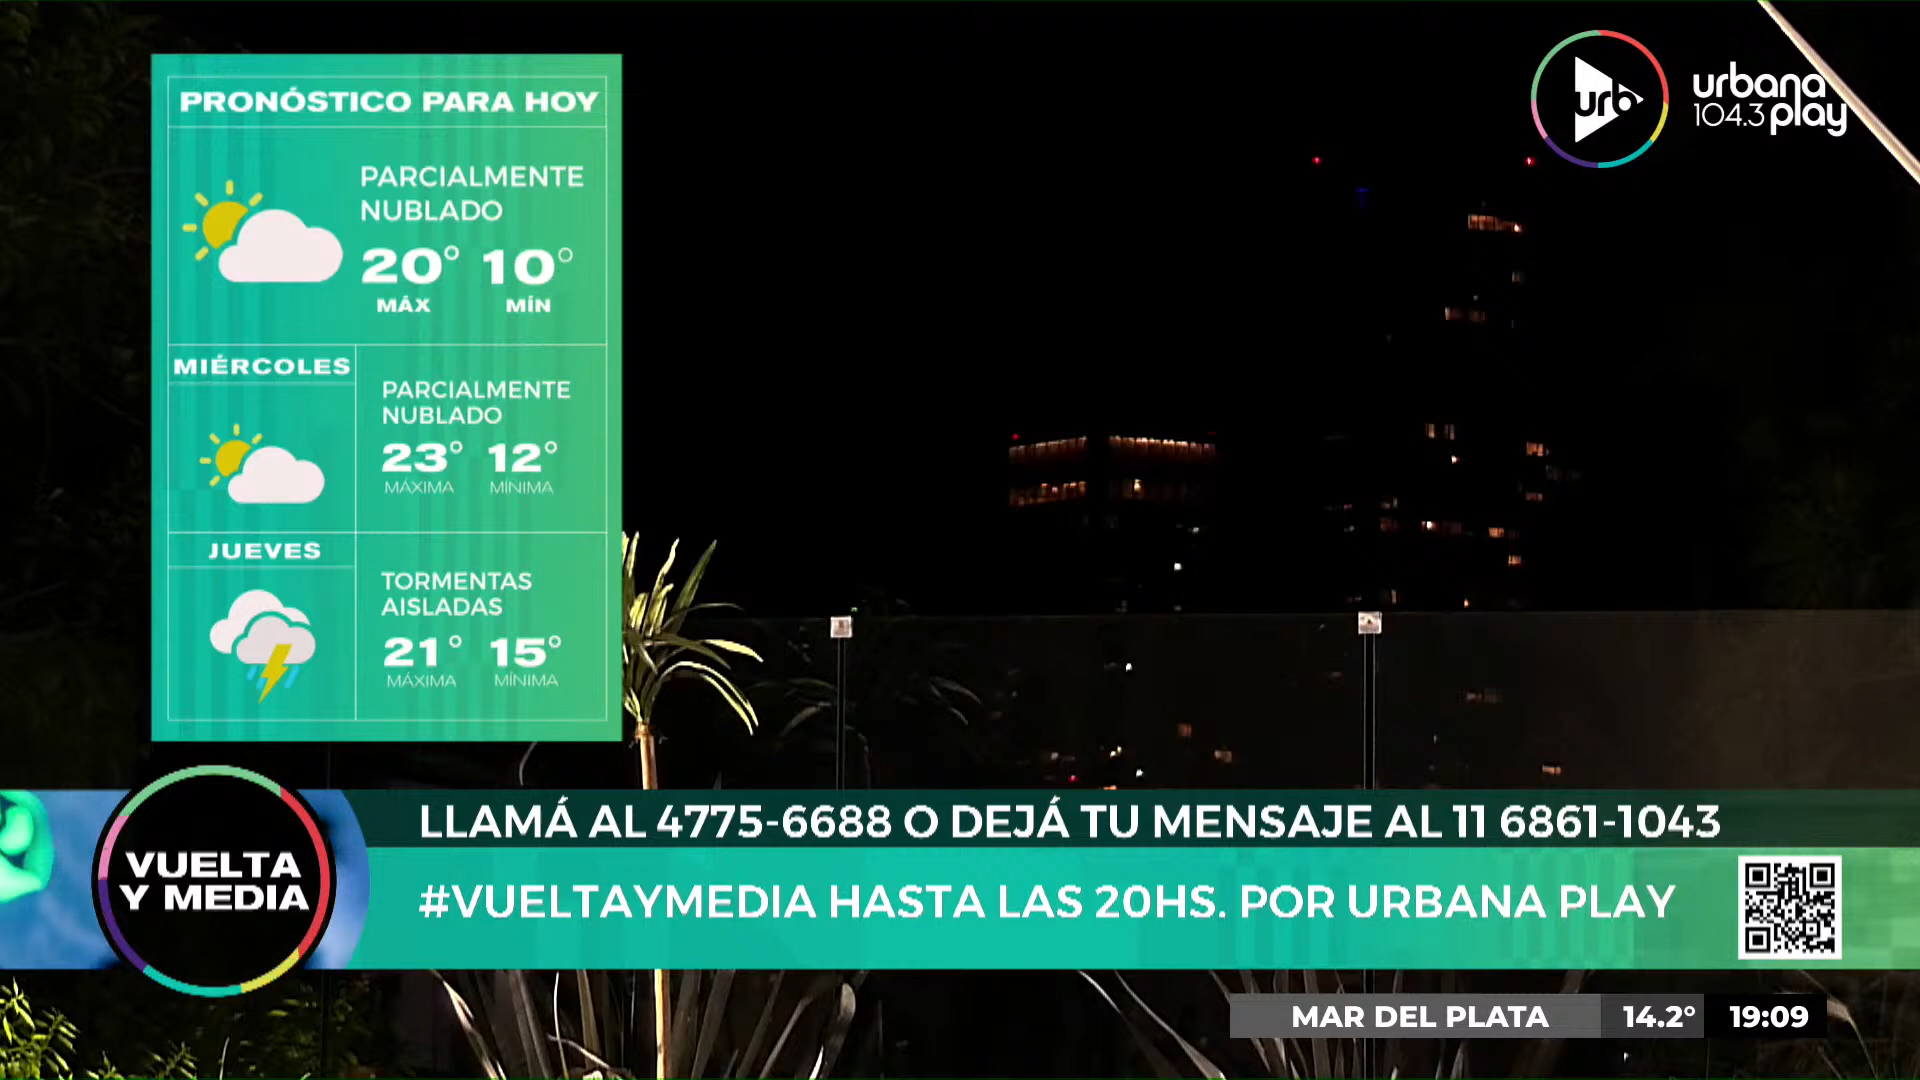 PRONÓSTICO PARA HOY
PARCIALMENTE
NUBLADO
20° 10°
MÁX MÍN
MIÉRCOLES
PARCIALMENTE
NUBLADO
23° 12°
MÁXIMA MÍNIMA
JUEVES
TORMENTAS
AISLADAS
21° 15°
MÁXIMA MÍNIMA
urb
urbana
104.3 play
LLAMÁ AL 4775-6688 O DEJÁ TU MENSAJE AL 11 6861-1043
VUELTA
Y MEDIA
#VUELTAYMEDIA HASTA LAS 20HS. POR URBANA PLAY
MAR DEL PLATA 14.2° 19:09